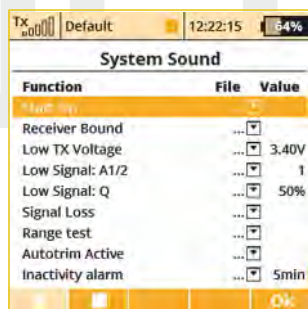 Tx Default 12:22:15 64%
System Sound
Function File Value
Receiver Bound ...
Low TX Voltage ... 3.40V
Low Signal: A1/2 ... 1
Low Signal: Q ... 50%
Signal Loss ...
Range test ...
Autotrim Active ...
Inactivity alarm ... 5min
Ok